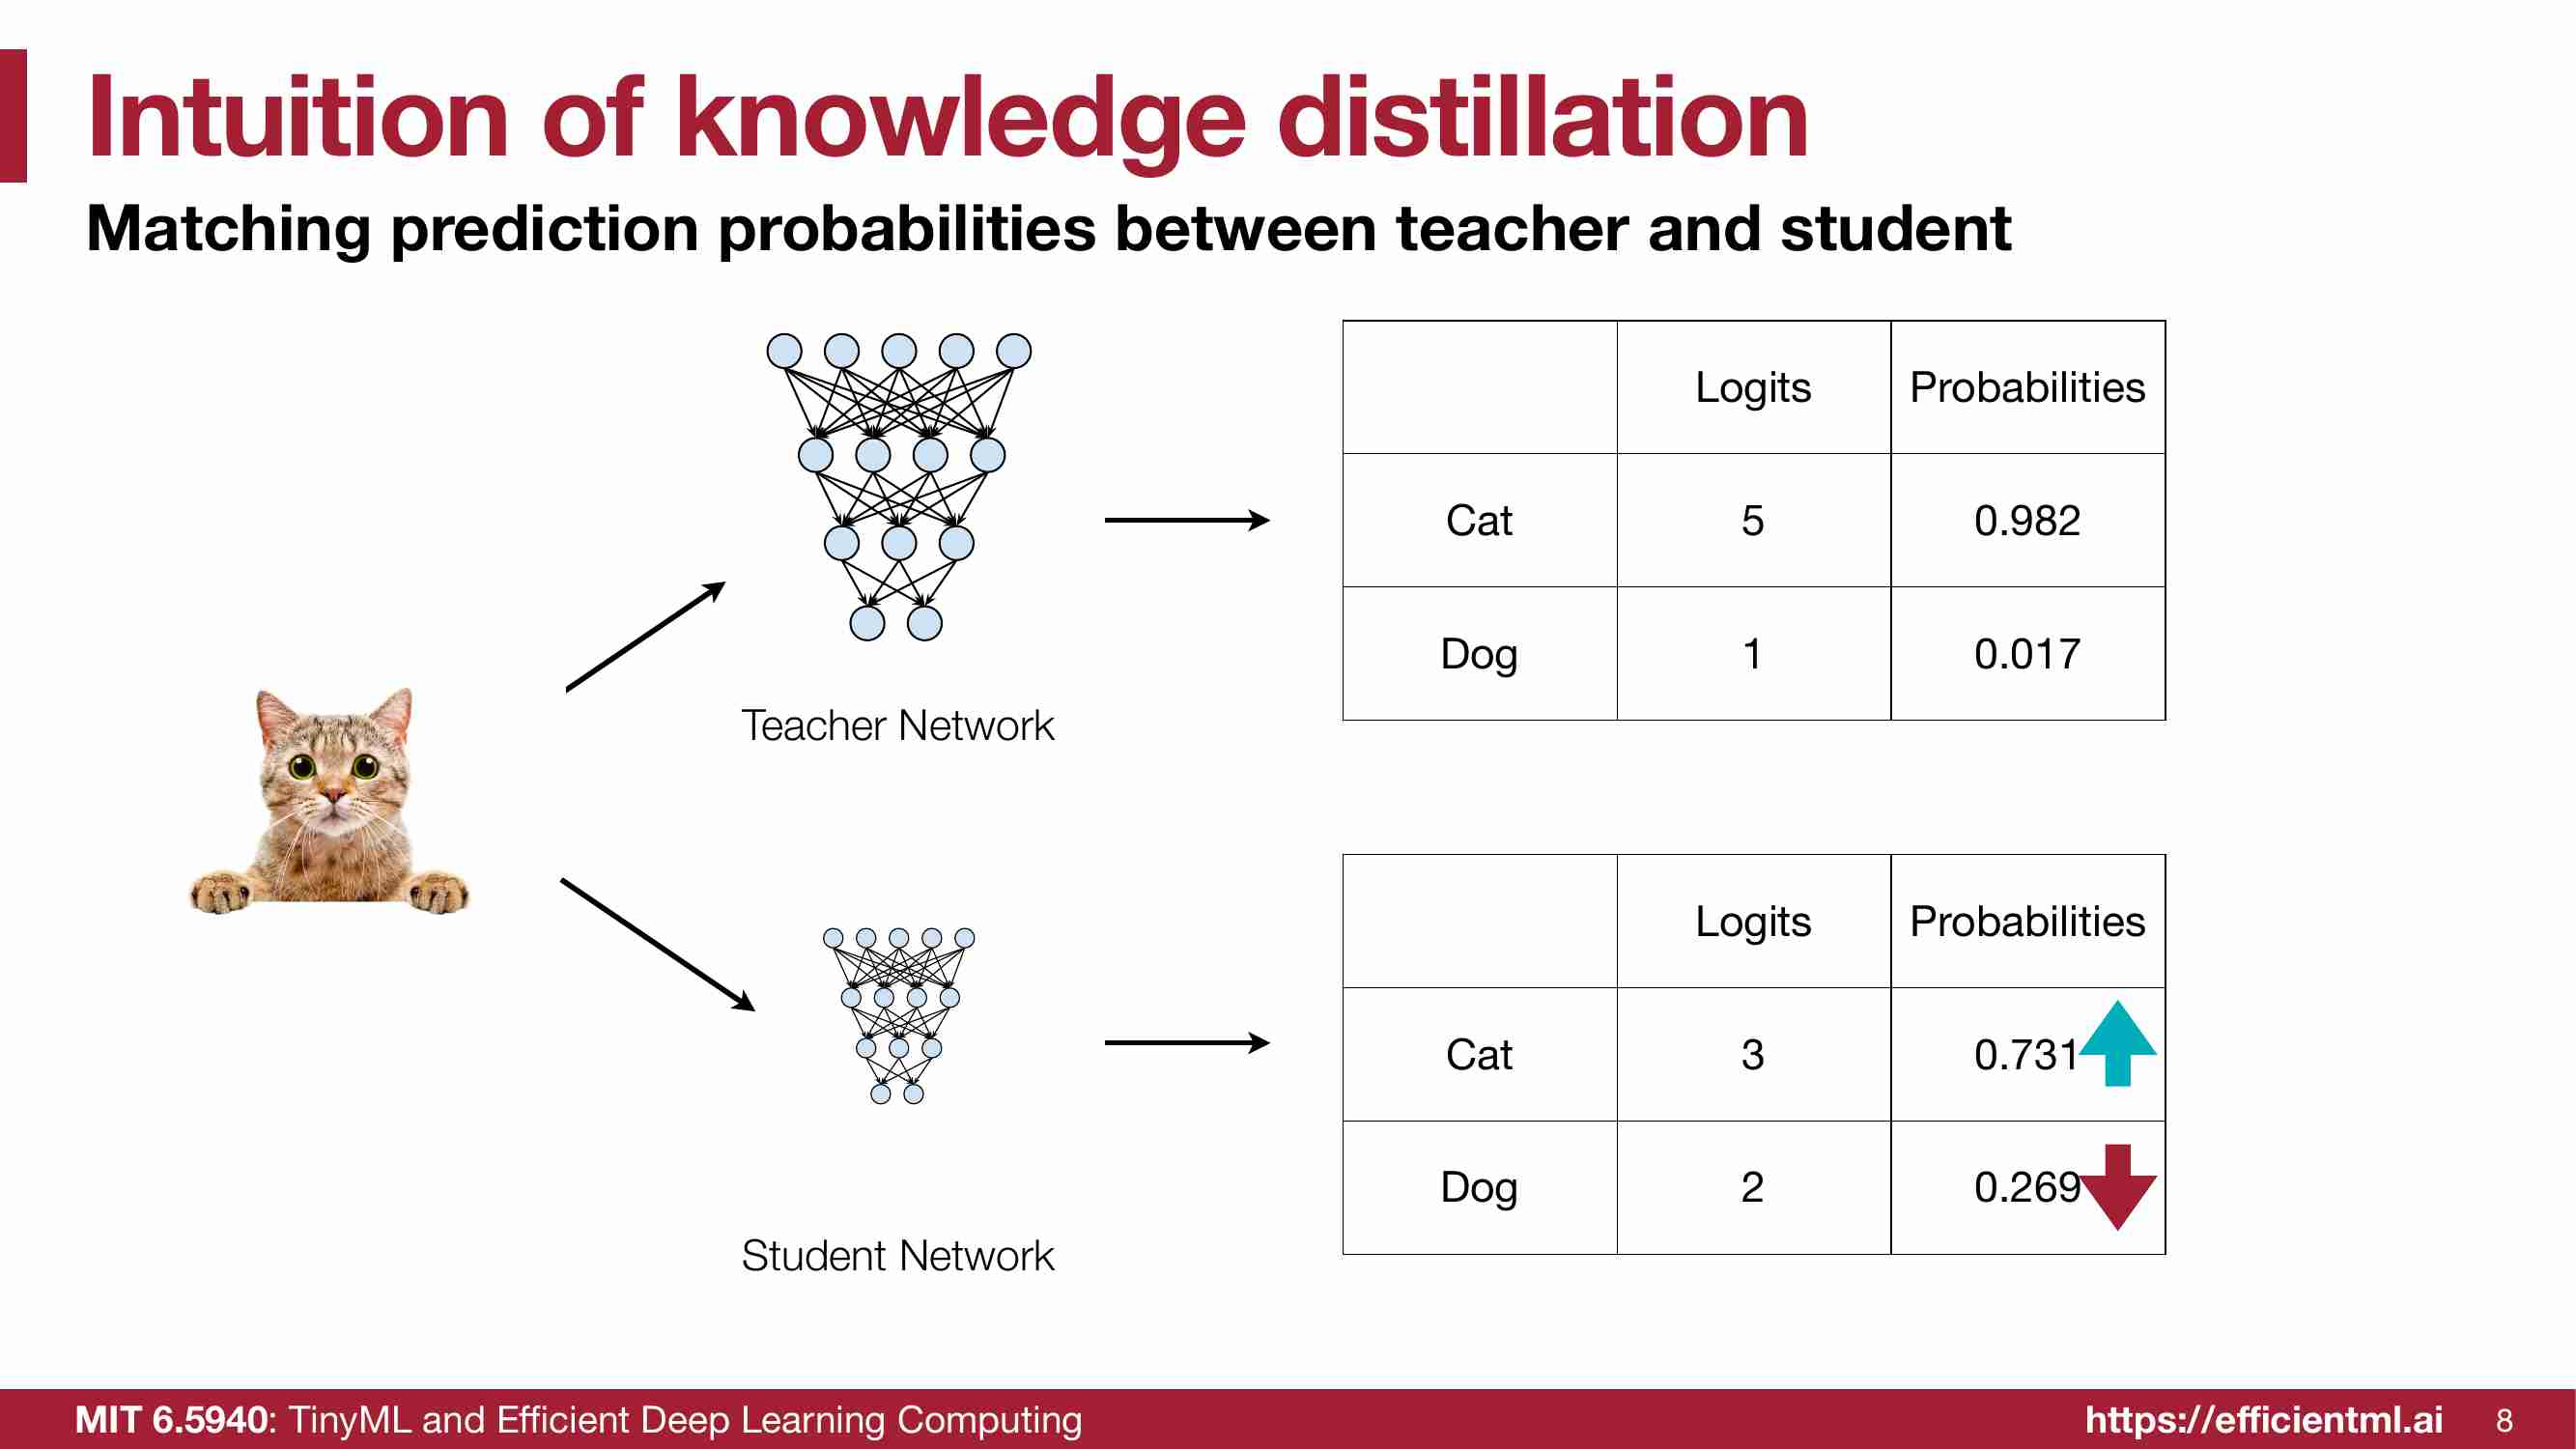 Intuition of knowledge distillation
Matching prediction probabilities between teacher and student
Logits Probabilities
Cat 5 0.982
Dog 1 0.017
Teacher Network
Logits Probabilities
Cat 3 0.731
Dog 2 0.269
Student Network
MIT 6.5940: TinyML and Efficient Deep Learning Computing https://efficientml.ai 8